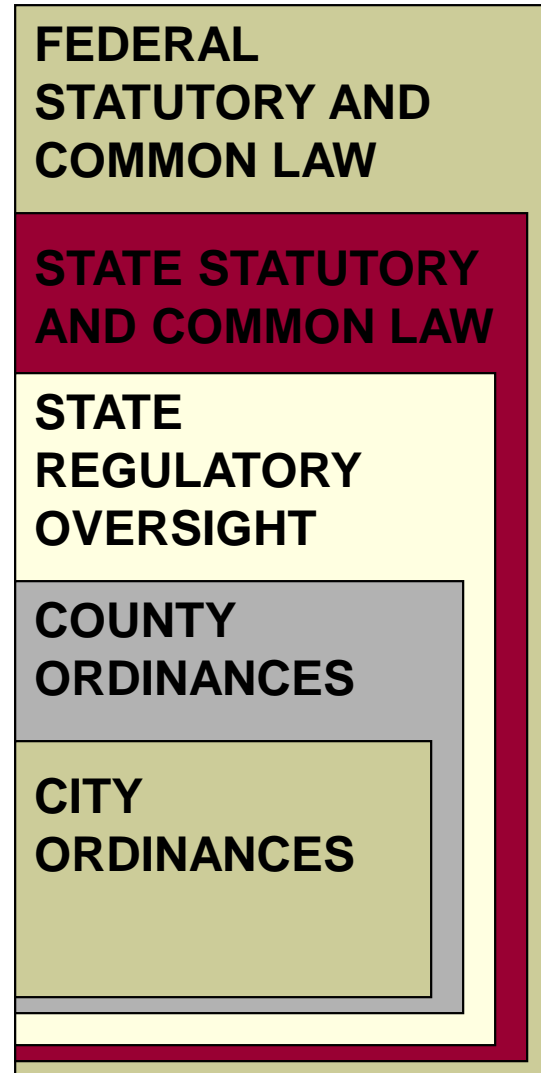 FEDERAL
STATUTORY AND
COMMON LAW
STATE STATUTORY
AND COMMON LAW
STATE
REGULATORY
OVERSIGHT
COUNTY
ORDINANCES
CITY
ORDINANCES